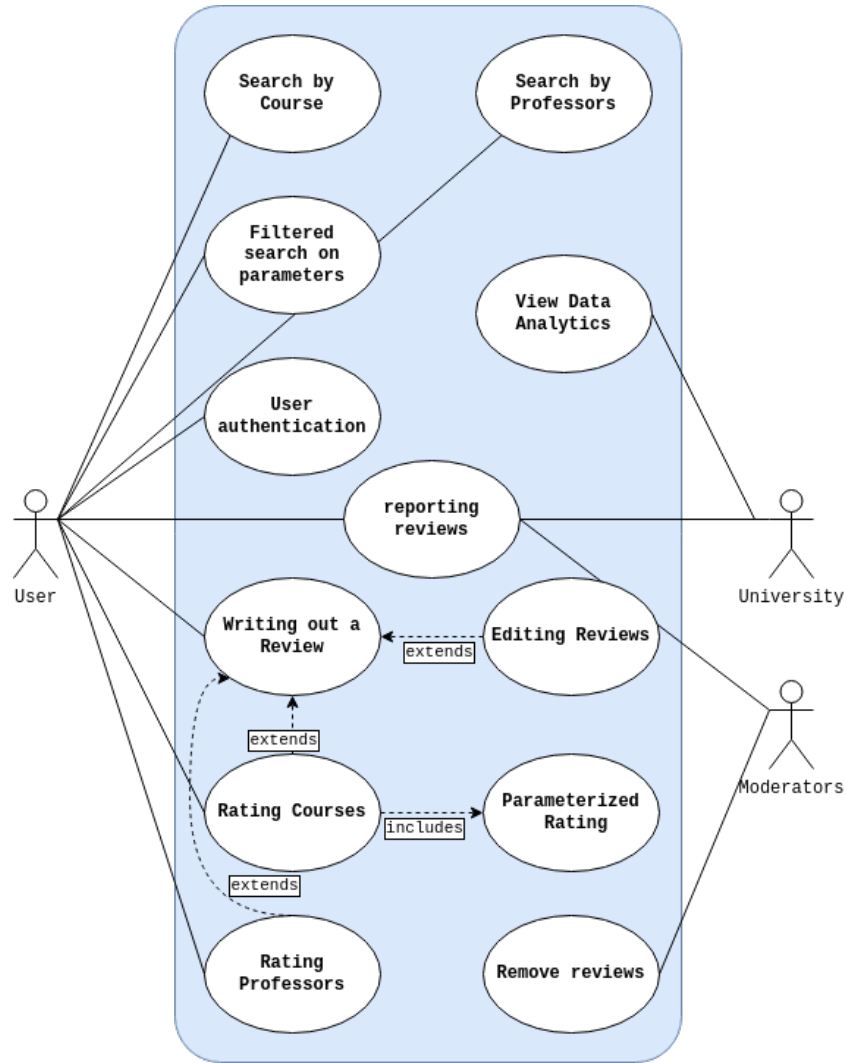 Search by
Course
Search by
Professors
Filtered
search on
parameters
View Data
Analytics
User
authentication
reporting
reviews
User
University
Writing out a
Review
extends
Editing Reviews
extends
Moderators
Rating Courses
includes
Parameterized
Rating
extends
Rating
Professors
Remove reviews